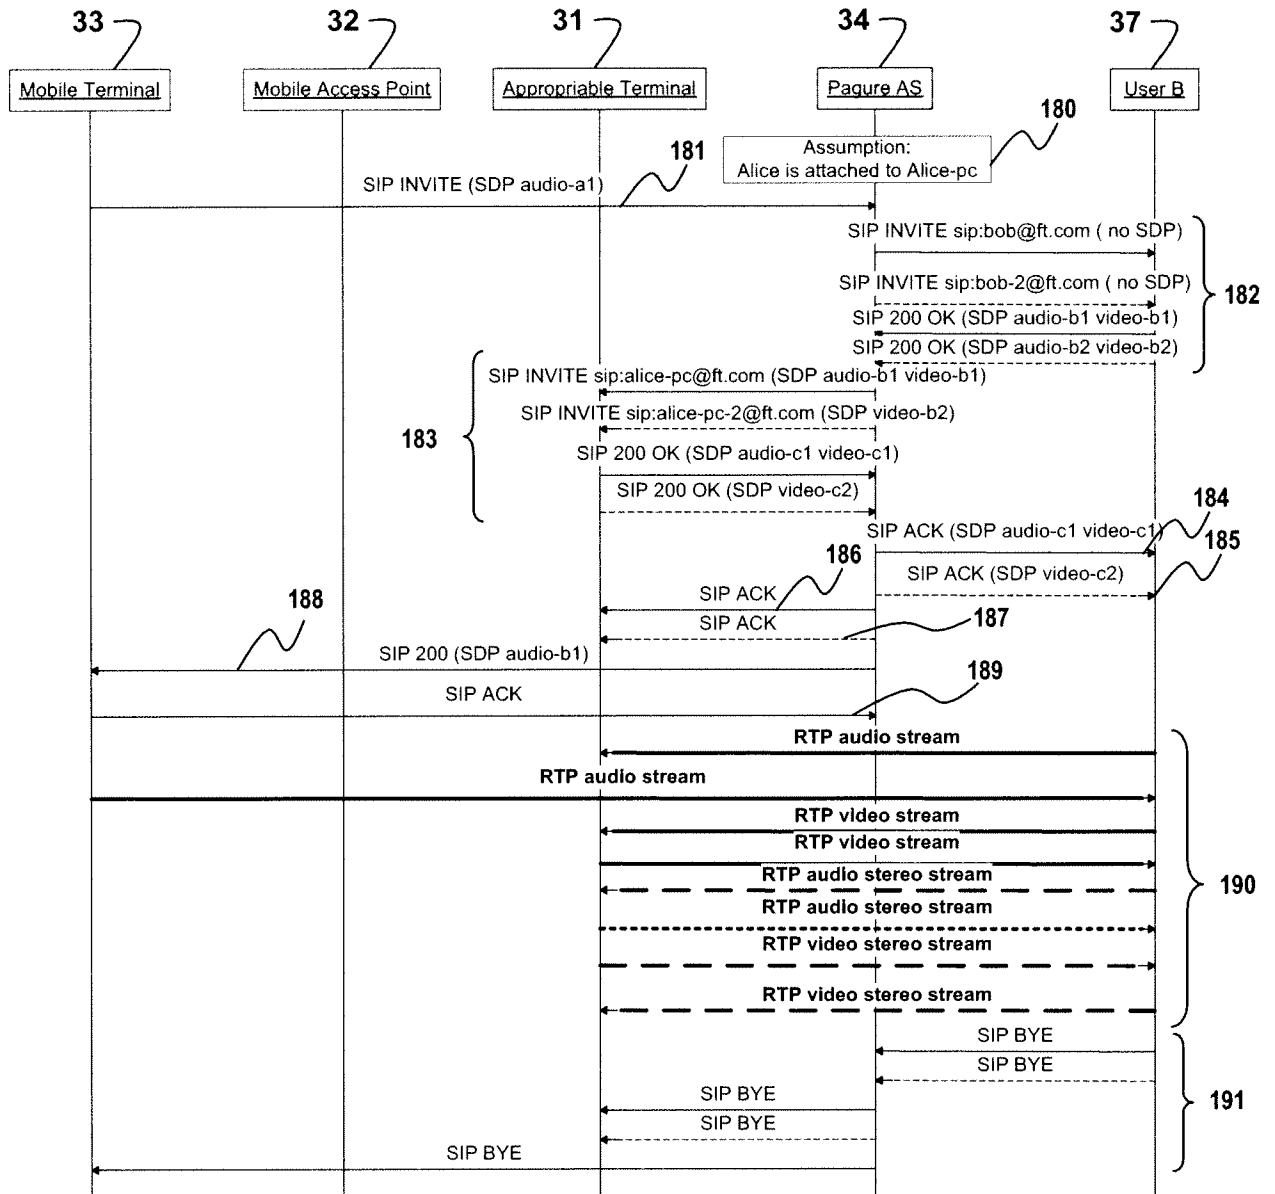 33
32
31
34
37
Mobile Terminal
Mobile Access Point
Appropriable Terminal
Pagure AS
User B
180
Assumption:
Alice is attached to Alice-pc
181
SIP INVITE (SDP audio-a1)
SIP INVITE sip:bob@ft.com ( no SDP)
SIP INVITE sip:bob-2@ft.com ( no SDP)
182
SIP 200 OK (SDP audio-b1 video-b1)
SIP 200 OK (SDP audio-b2 video-b2)
SIP INVITE sip:alice-pc@ft.com (SDP audio-b1 video-b1)
SIP INVITE sip:alice-pc-2@ft.com (SDP video-b2)
183
SIP 200 OK (SDP audio-c1 video-c1)
SIP 200 OK (SDP video-c2)
184
SIP ACK (SDP audio-c1 video-c1)
185
186
SIP ACK (SDP video-c2)
SIP ACK
188
SIP ACK
187
SIP 200 (SDP audio-b1)
189
SIP ACK
RTP audio stream
RTP audio stream
RTP video stream
RTP video stream
RTP audio stereo stream
190
RTP audio stereo stream
RTP video stereo stream
RTP video stereo stream
SIP BYE
SIP BYE
SIP BYE
191
SIP BYE
SIP BYE